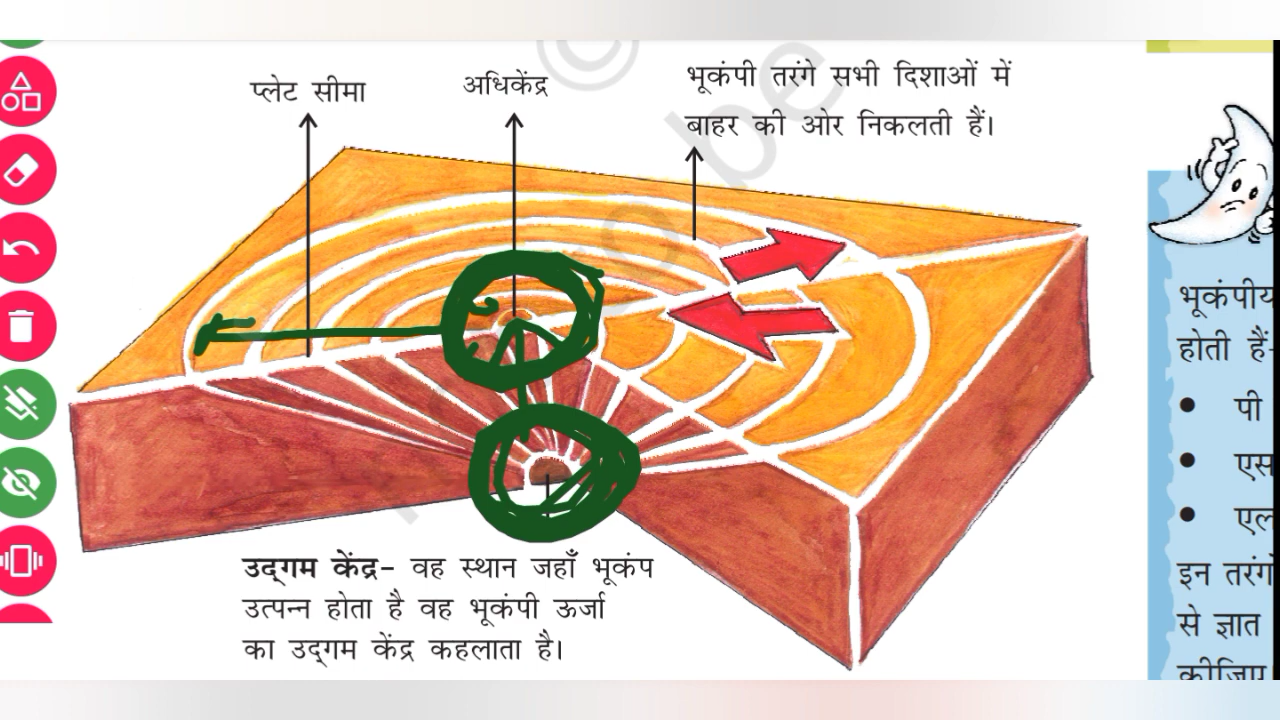 प्लेट सीमा
अधिकेंद्र
भूकंपी तरंगे सभी दिशाओं में
बाहर की ओर निकलती हैं।
उद्‌गम केंद्र– वह स्थान जहाँ भूकंप
उत्पन्न होता है वह भूकंपी ऊर्जा
का उद्‌गम केंद्र कहलाता है।
भूकंपीय
होती हैं-
• पी
• एस
• एल
इन तरंगों
से ज्ञात